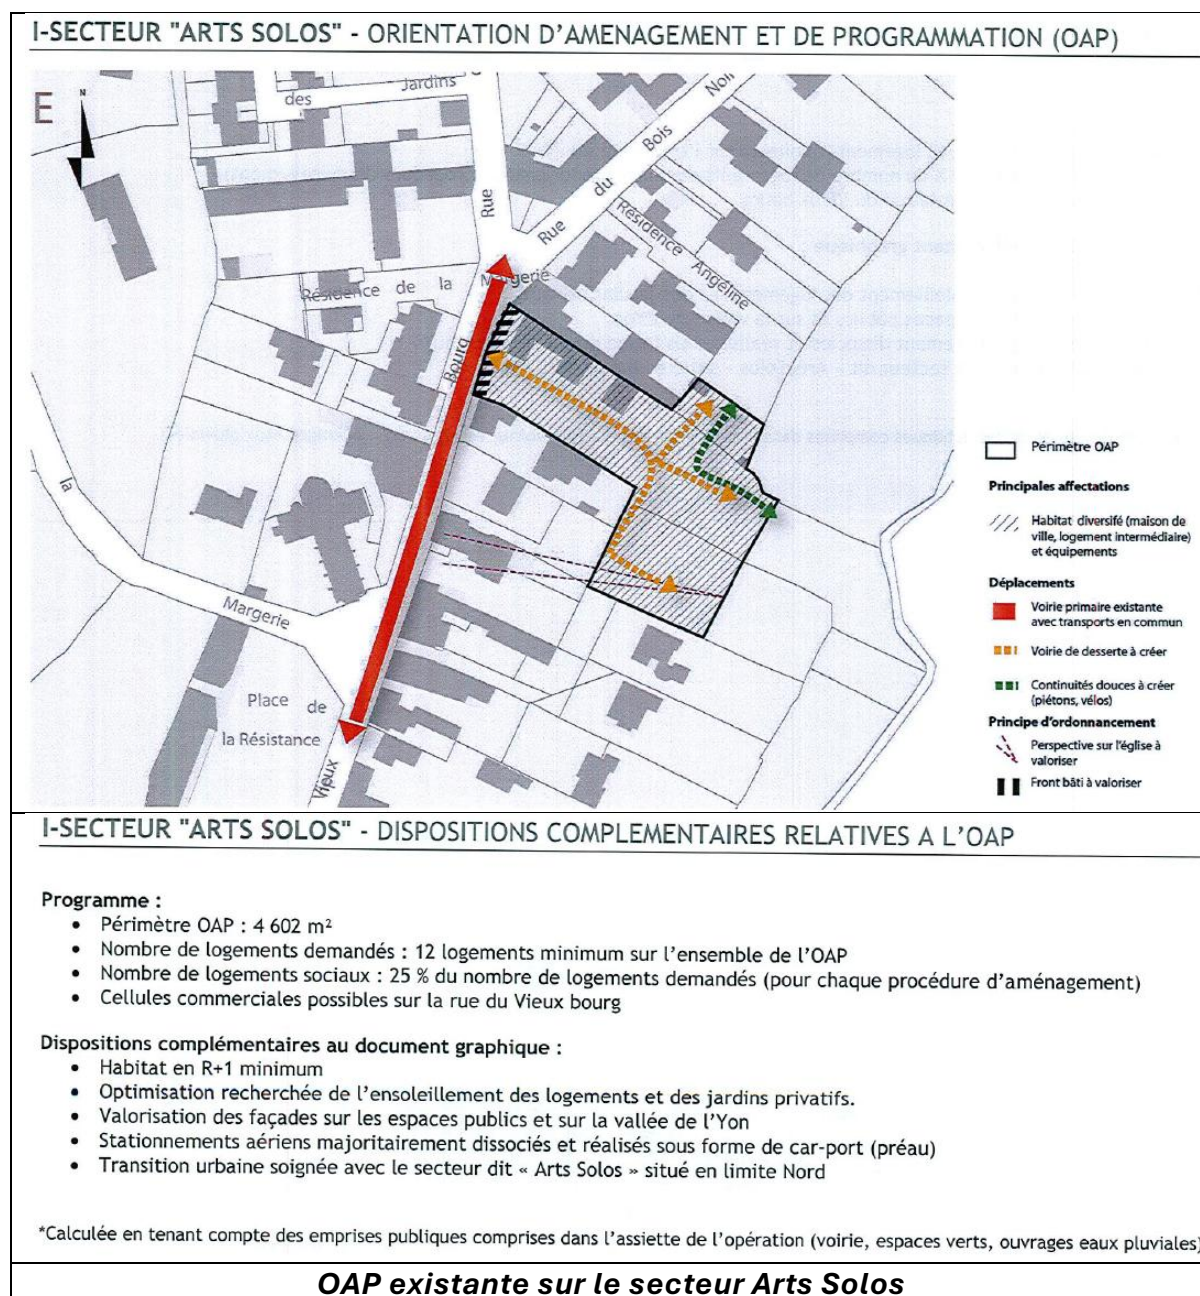 I-SECTEUR "ARTS SOLOS" - ORIENTATION D'AMENAGEMENT ET DE PROGRAMMATION (OAP)
E
N
des
Jardins
Rue
Rue
du
Bois
Noir
Résidence
Angéline
Résidence de la Margerie
Bourg
la
Margerie
Place de
la Résistance
Vieux
Périmètre OAP
Principales affectations
Habitat diversifé (maison de
ville, logement intermédiaire)
et équipements
Déplacements
Voirie primaire existante
avec transports en commun
Voirie de desserte à créer
Continuités douces à créer
(piétons, vélos)
Principe d'ordonnancement
Perspective sur l'église à
valoriser
Front bâti à valoriser
I-SECTEUR "ARTS SOLOS" - DISPOSITIONS COMPLEMENTAIRES RELATIVES A L'OAP
Programme :
• Périmètre OAP : 4 602 m²
• Nombre de logements demandés : 12 logements minimum sur l'ensemble de l'OAP
• Nombre de logements sociaux : 25 % du nombre de logements demandés (pour chaque procédure d'aménagement)
• Cellules commerciales possibles sur la rue du Vieux bourg
Dispositions complémentaires au document graphique :
• Habitat en R+1 minimum
• Optimisation recherchée de l'ensoleillement des logements et des jardins privatifs.
• Valorisation des façades sur les espaces publics et sur la vallée de l'Yon
• Stationnements aériens majoritairement dissociés et réalisés sous forme de car-port (préau)
• Transition urbaine soignée avec le secteur dit « Arts Solos » situé en limite Nord
*Calculée en tenant compte des emprises publiques comprises dans l'assiette de l'opération (voirie, espaces verts, ouvrages eaux pluviales)
OAP existante sur le secteur Arts Solos